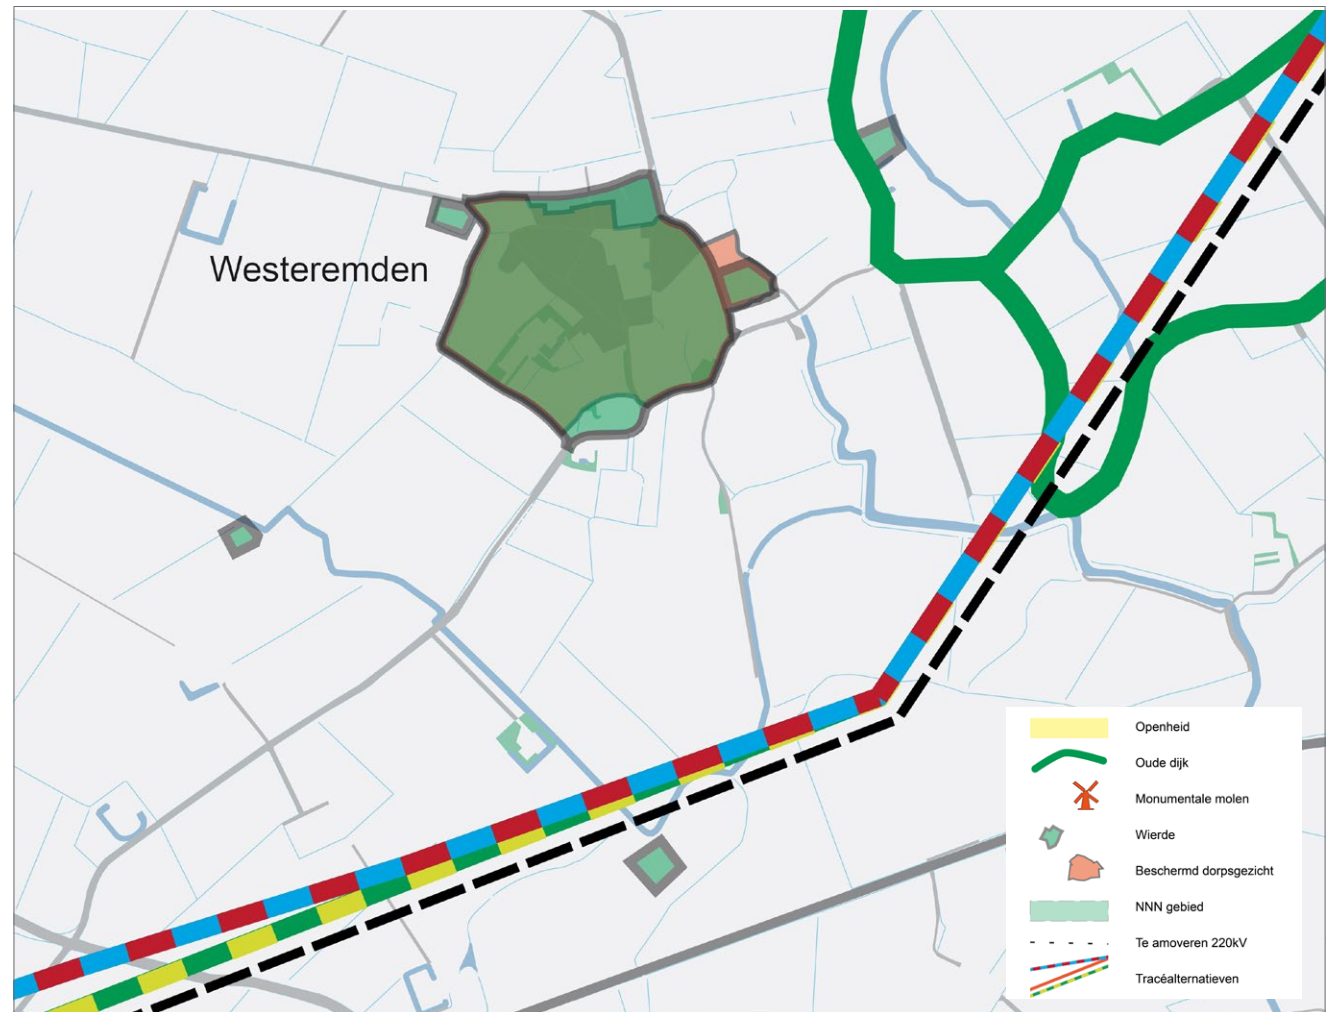 Westeremden
Openheid
Oude dijk
Monumentale molen
Wierde
Beschermd dorpsgezicht
NNN gebied
Te amoveren 220kV
Tracéalternatieven